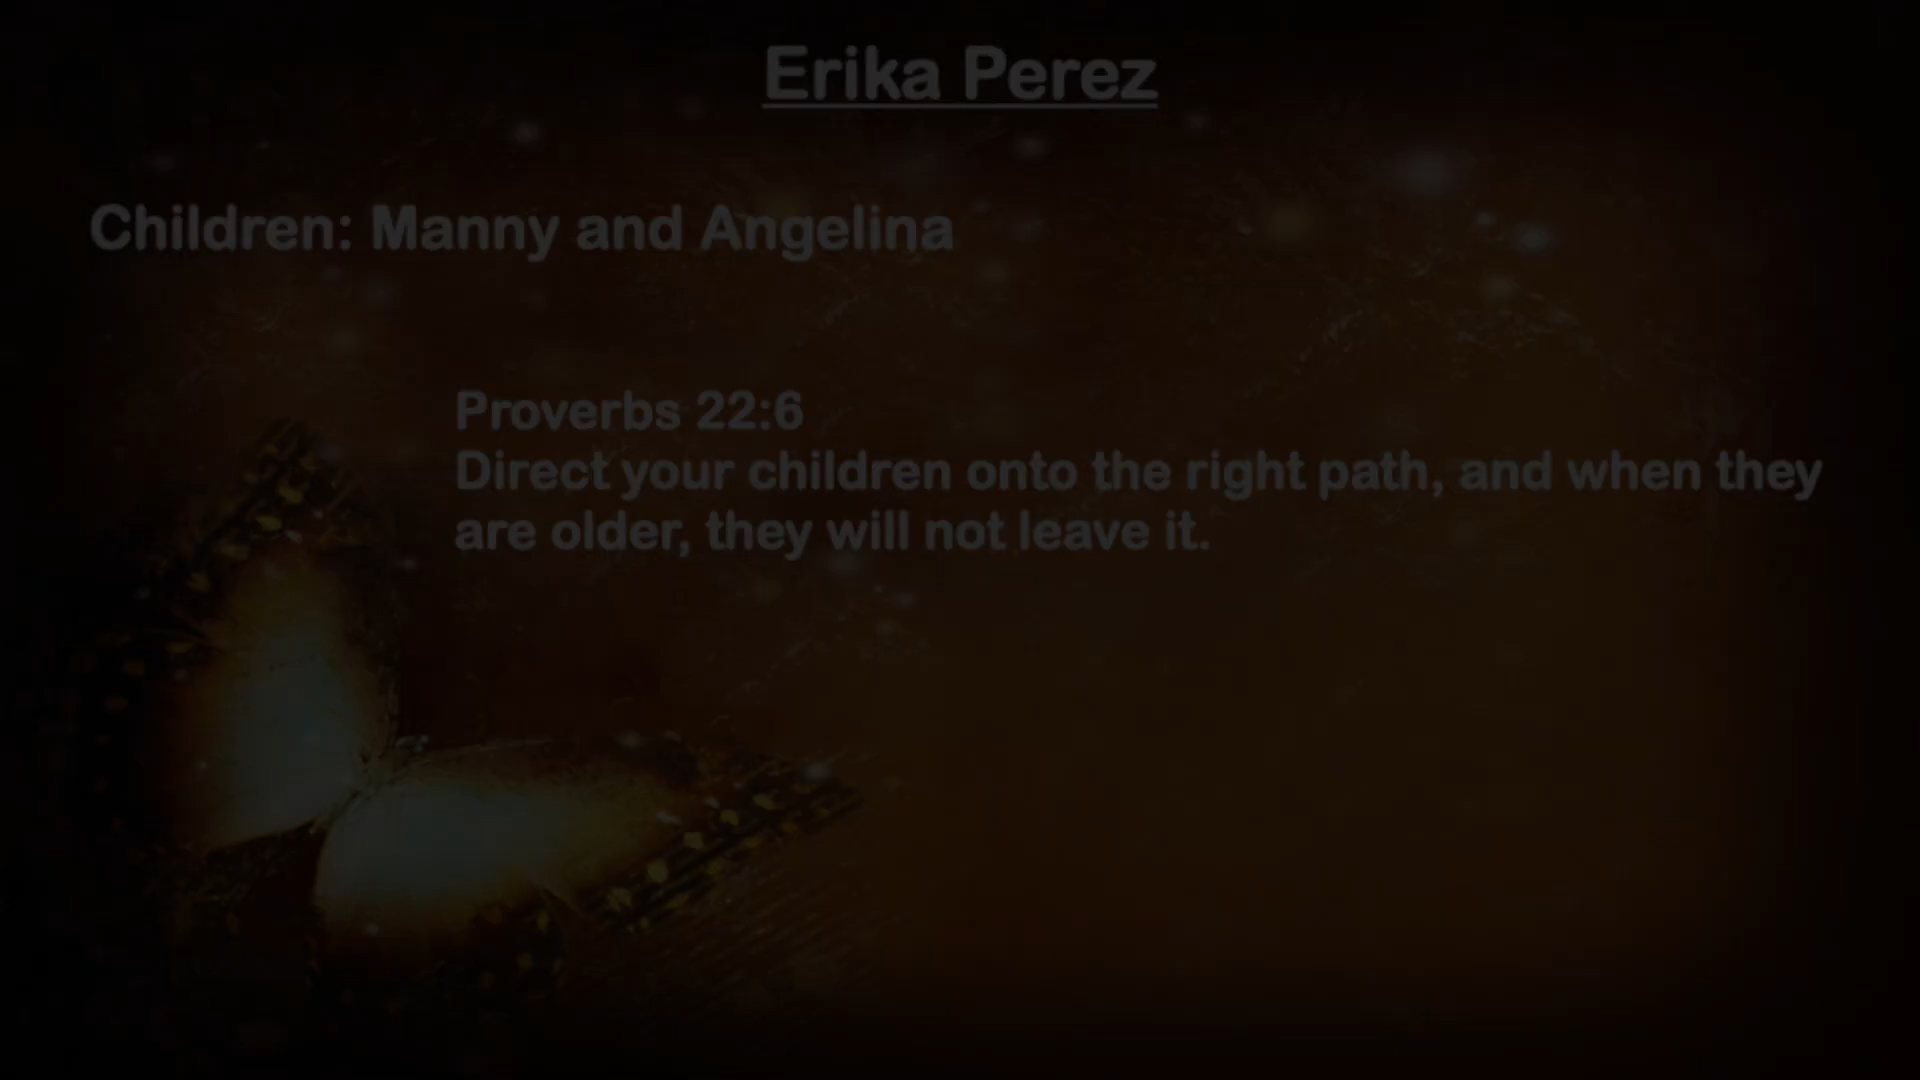 Erika Perez
Children: Manny and Angelina
Proverbs 22:6
Direct your children onto the right path, and when they
are older, they will not leave it.